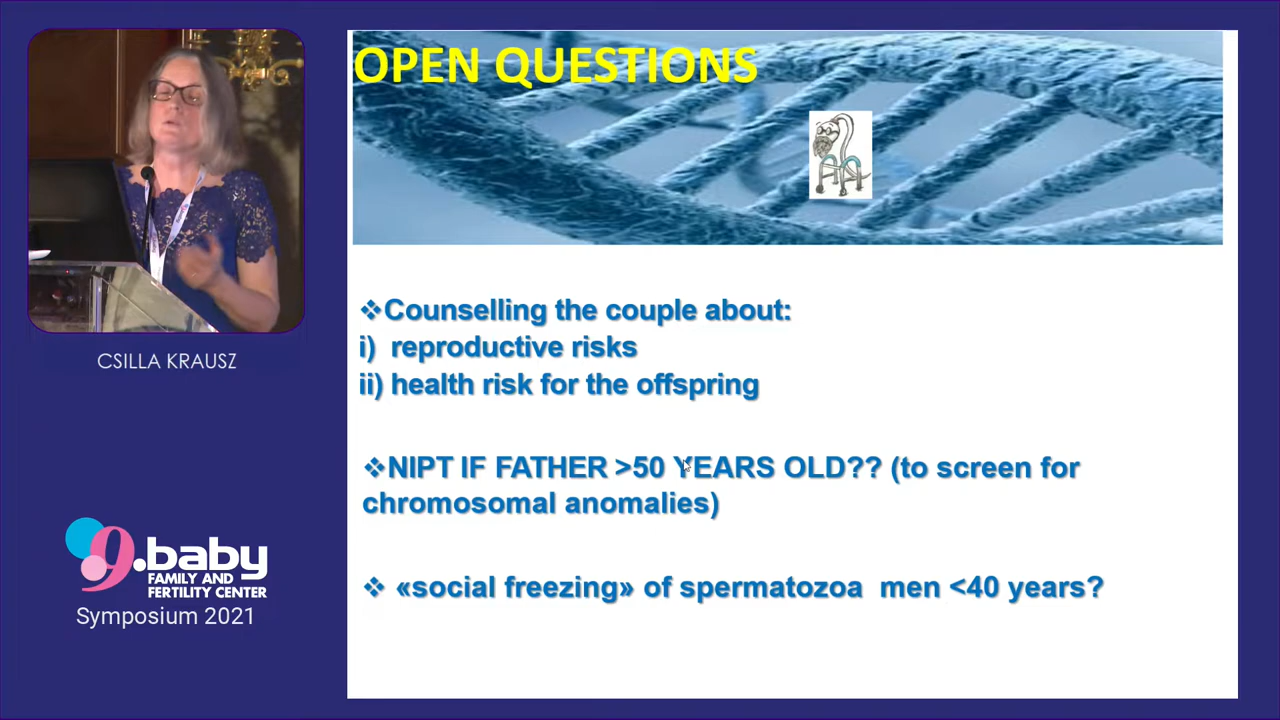 OPEN QUESTIONS
❖Counselling the couple about:
i) reproductive risks
ii) health risk for the offspring
❖NIPT IF FATHER >50 YEARS OLD?? (to screen for
chromosomal anomalies)
❖ «social freezing» of spermatozoa men <40 years?
CSILLA KRAUSZ
9.baby
FAMILY AND
FERTILITY CENTER
Symposium 2021